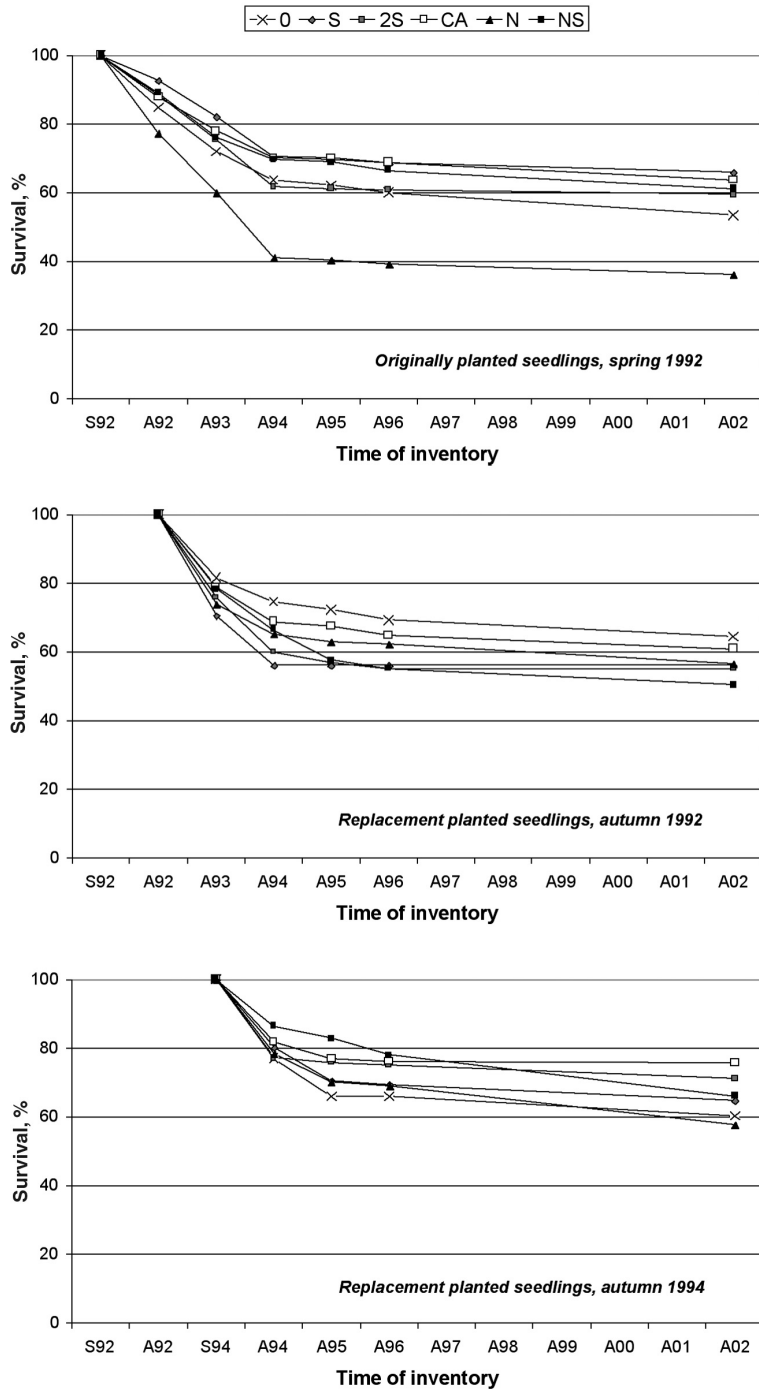 0 S 2S CA N NS
100
80
60
40
20
0
Survival, %
Originally planted seedlings, spring 1992
S92 A92 A93 A94 A95 A96 A97 A98 A99 A00 A01 A02
Time of inventory
100
80
60
40
20
0
Survival, %
Replacement planted seedlings, autumn 1992
S92 A92 A93 A94 A95 A96 A97 A98 A99 A00 A01 A02
Time of inventory
100
80
60
40
20
0
Survival, %
Replacement planted seedlings, autumn 1994
S92 A92 S94 A94 A95 A96 A97 A98 A99 A00 A01 A02
Time of inventory